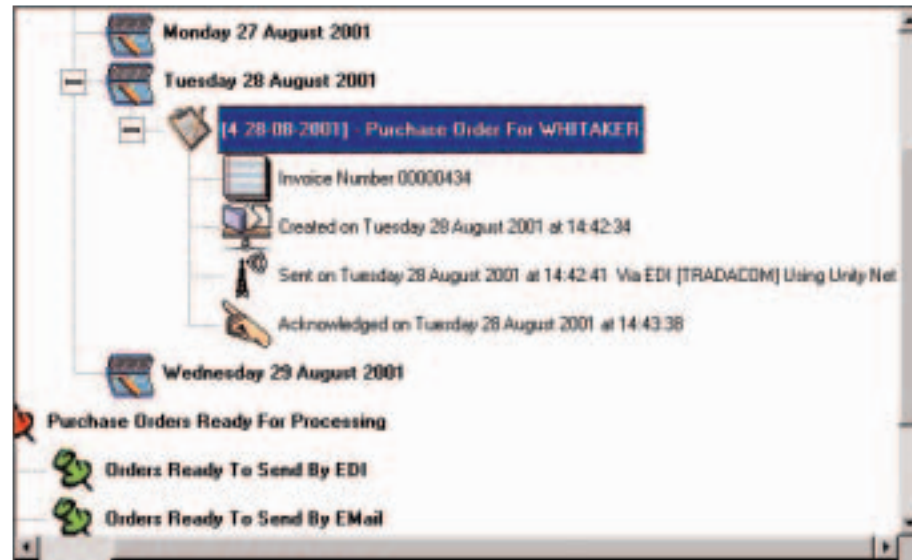 Monday 27 August 2001
Tuesday 28 August 2001
[4 28-08-2001] - Purchase Order For WHITAKER
Invoice Number 00000434
Created on Tuesday 28 August 2001 at 14:42:34
Sent on Tuesday 28 August 2001 at 14:42:41 Via EDI [TRADACOM] Using Unity Net
Acknowledged on Tuesday 28 August 2001 at 14:43:38
Wednesday 29 August 2001
Purchase Orders Ready For Processing
Orders Ready To Send By EDI
Orders Ready To Send By EMail